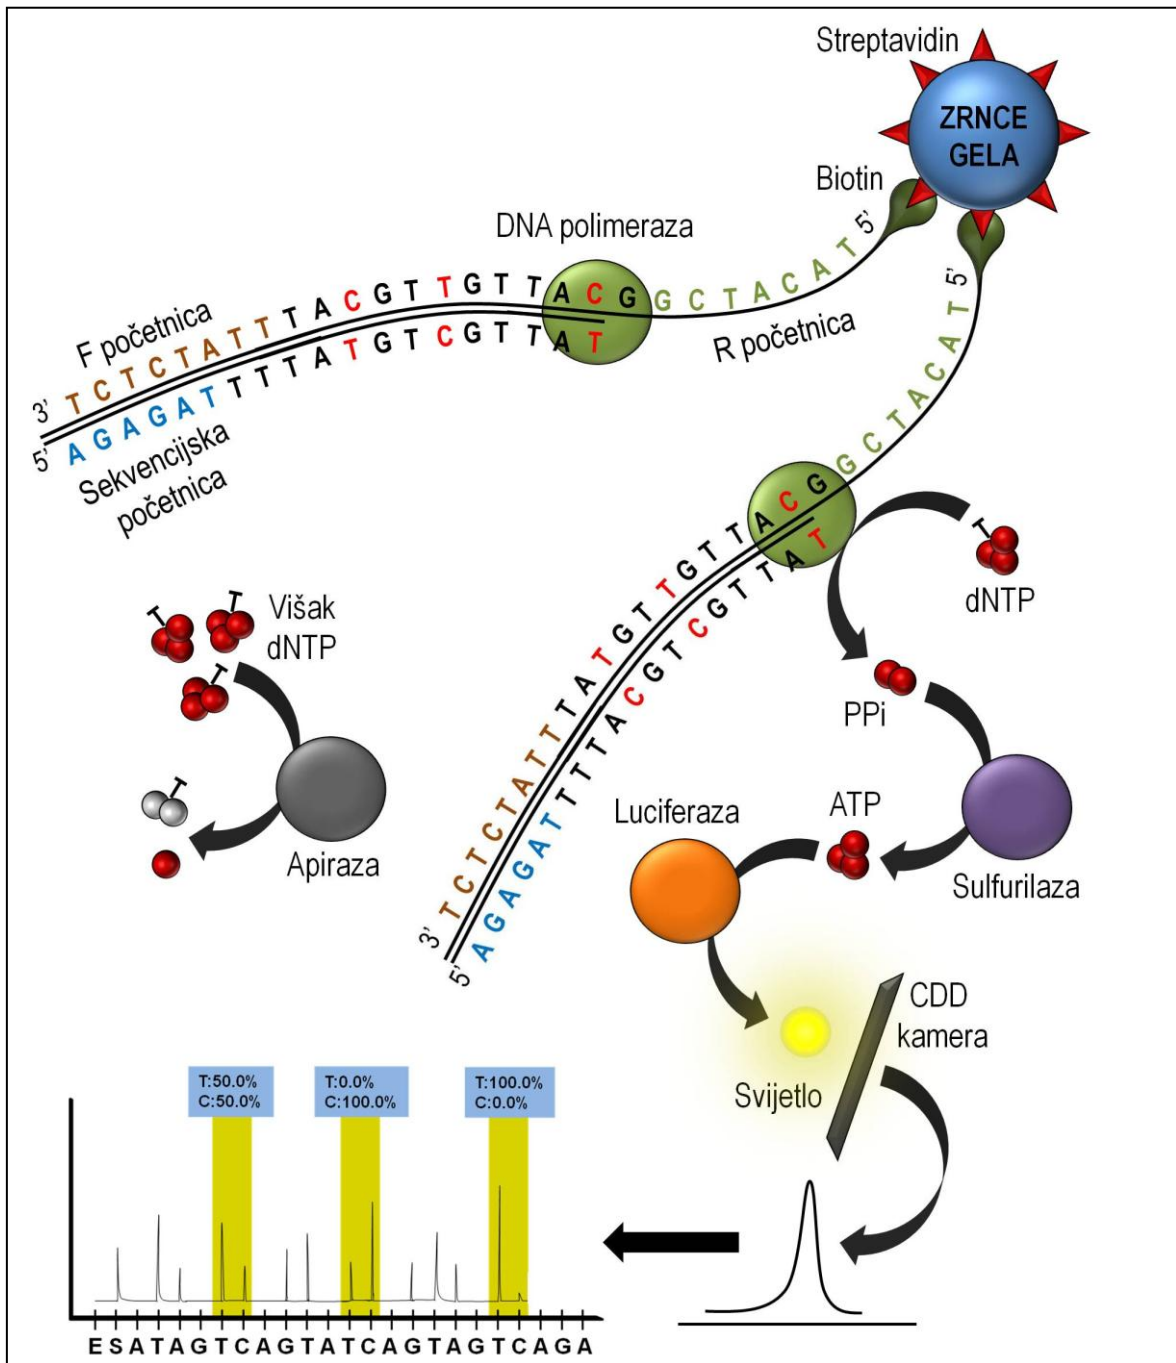 Streptavidin
ZRNCE
GELA
Biotin
DNA polimeraza
5'
F početnica
3' TCTCTATTTACGTTGTTACGGCTACAT 5'
5' AGAGATTTTATGTCGTTAT
R početnica
Sekvencijska
početnica
3' TCTCTATTTATGTTGTTACGGCTACAT 5'
5' AGAGATTTTACGTCGTTAT
T
dNTP
T
T
T
Višak
dNTP
T
Apiraza
PPi
Sulfurilaza
ATP
Luciferaza
CDD
kamera
Svijetlo
T:50.0%
C:50.0%
T:0.0%
C:100.0%
T:100.0%
C:0.0%
E S A T A G T C A G T A T C A G T A G T C A G A